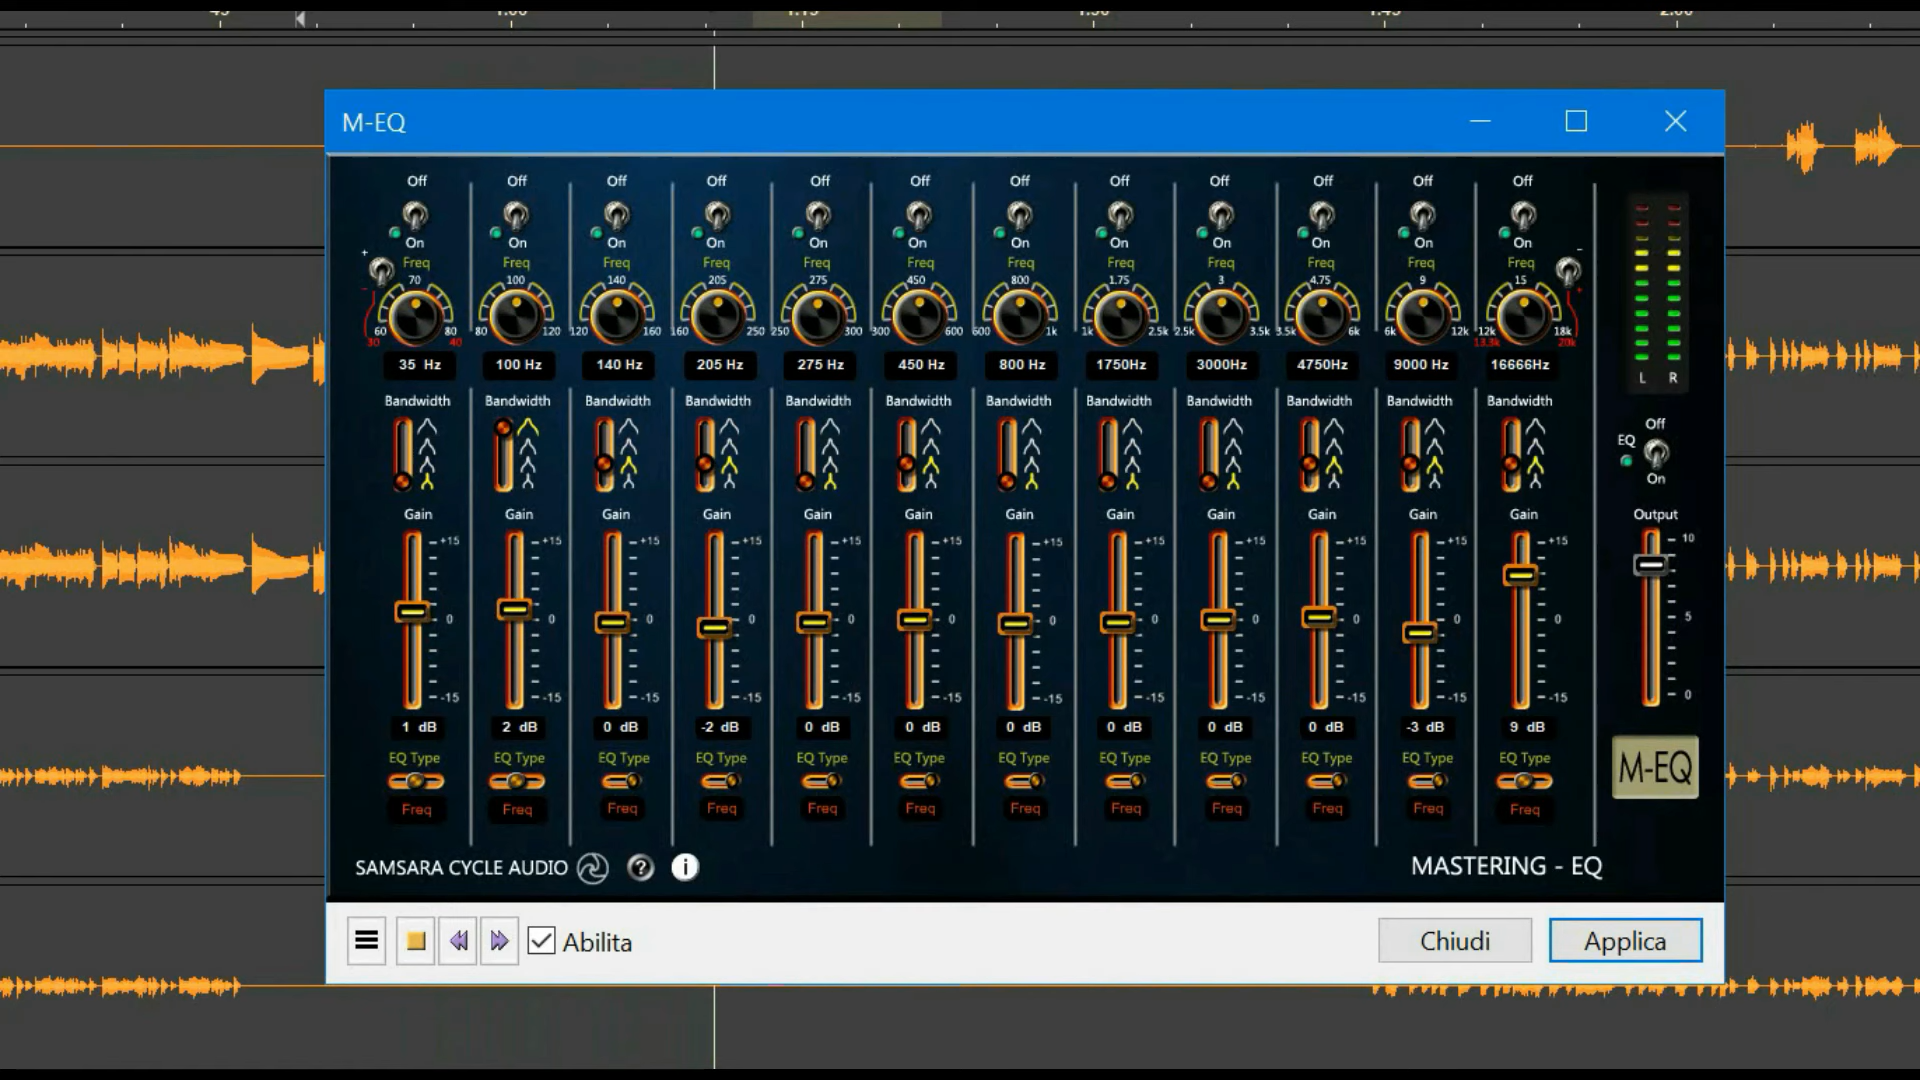 M-EQ
Off Off Off Off Off Off Off Off Off Off Off Off
On On On On On On On On On On On On
+ Freq Freq Freq Freq Freq Freq Freq Freq Freq Freq Freq Freq -
- 70 100 140 205 275 450 800 1.75 3 4.75 9 15 +
60 80 80 120 120 160 160 250 250 300 300 600 600 1k 1k 2.5k 2.5k 3.5k 3.5k 6k 6k 12k 12k 18k
30 40 13.3k 20k
35 Hz 100 Hz 140 Hz 205 Hz 275 Hz 450 Hz 800 Hz 1750Hz 3000Hz 4750Hz 9000 Hz 16666Hz
L R
Bandwidth Bandwidth Bandwidth Bandwidth Bandwidth Bandwidth Bandwidth Bandwidth Bandwidth Bandwidth Bandwidth Bandwidth
Off
EQ
On
Gain Gain Gain Gain Gain Gain Gain Gain Gain Gain Gain Gain Output
+15 +15 +15 +15 +15 +15 +15 +15 +15 +15 +15 +15 10
0 0 0 0 0 0 0 0 0 0 0 0 5
-15 -15 -15 -15 -15 -15 -15 -15 -15 -15 -15 -15 0
1 dB 2 dB 0 dB -2 dB 0 dB 0 dB 0 dB 0 dB 0 dB 0 dB -3 dB 9 dB
EQ Type EQ Type EQ Type EQ Type EQ Type EQ Type EQ Type EQ Type EQ Type EQ Type EQ Type EQ Type
M-EQ
Freq Freq Freq Freq Freq Freq Freq Freq Freq Freq Freq Freq
SAMSARA CYCLE AUDIO ? i MASTERING - EQ
Abilita Chiudi Applica